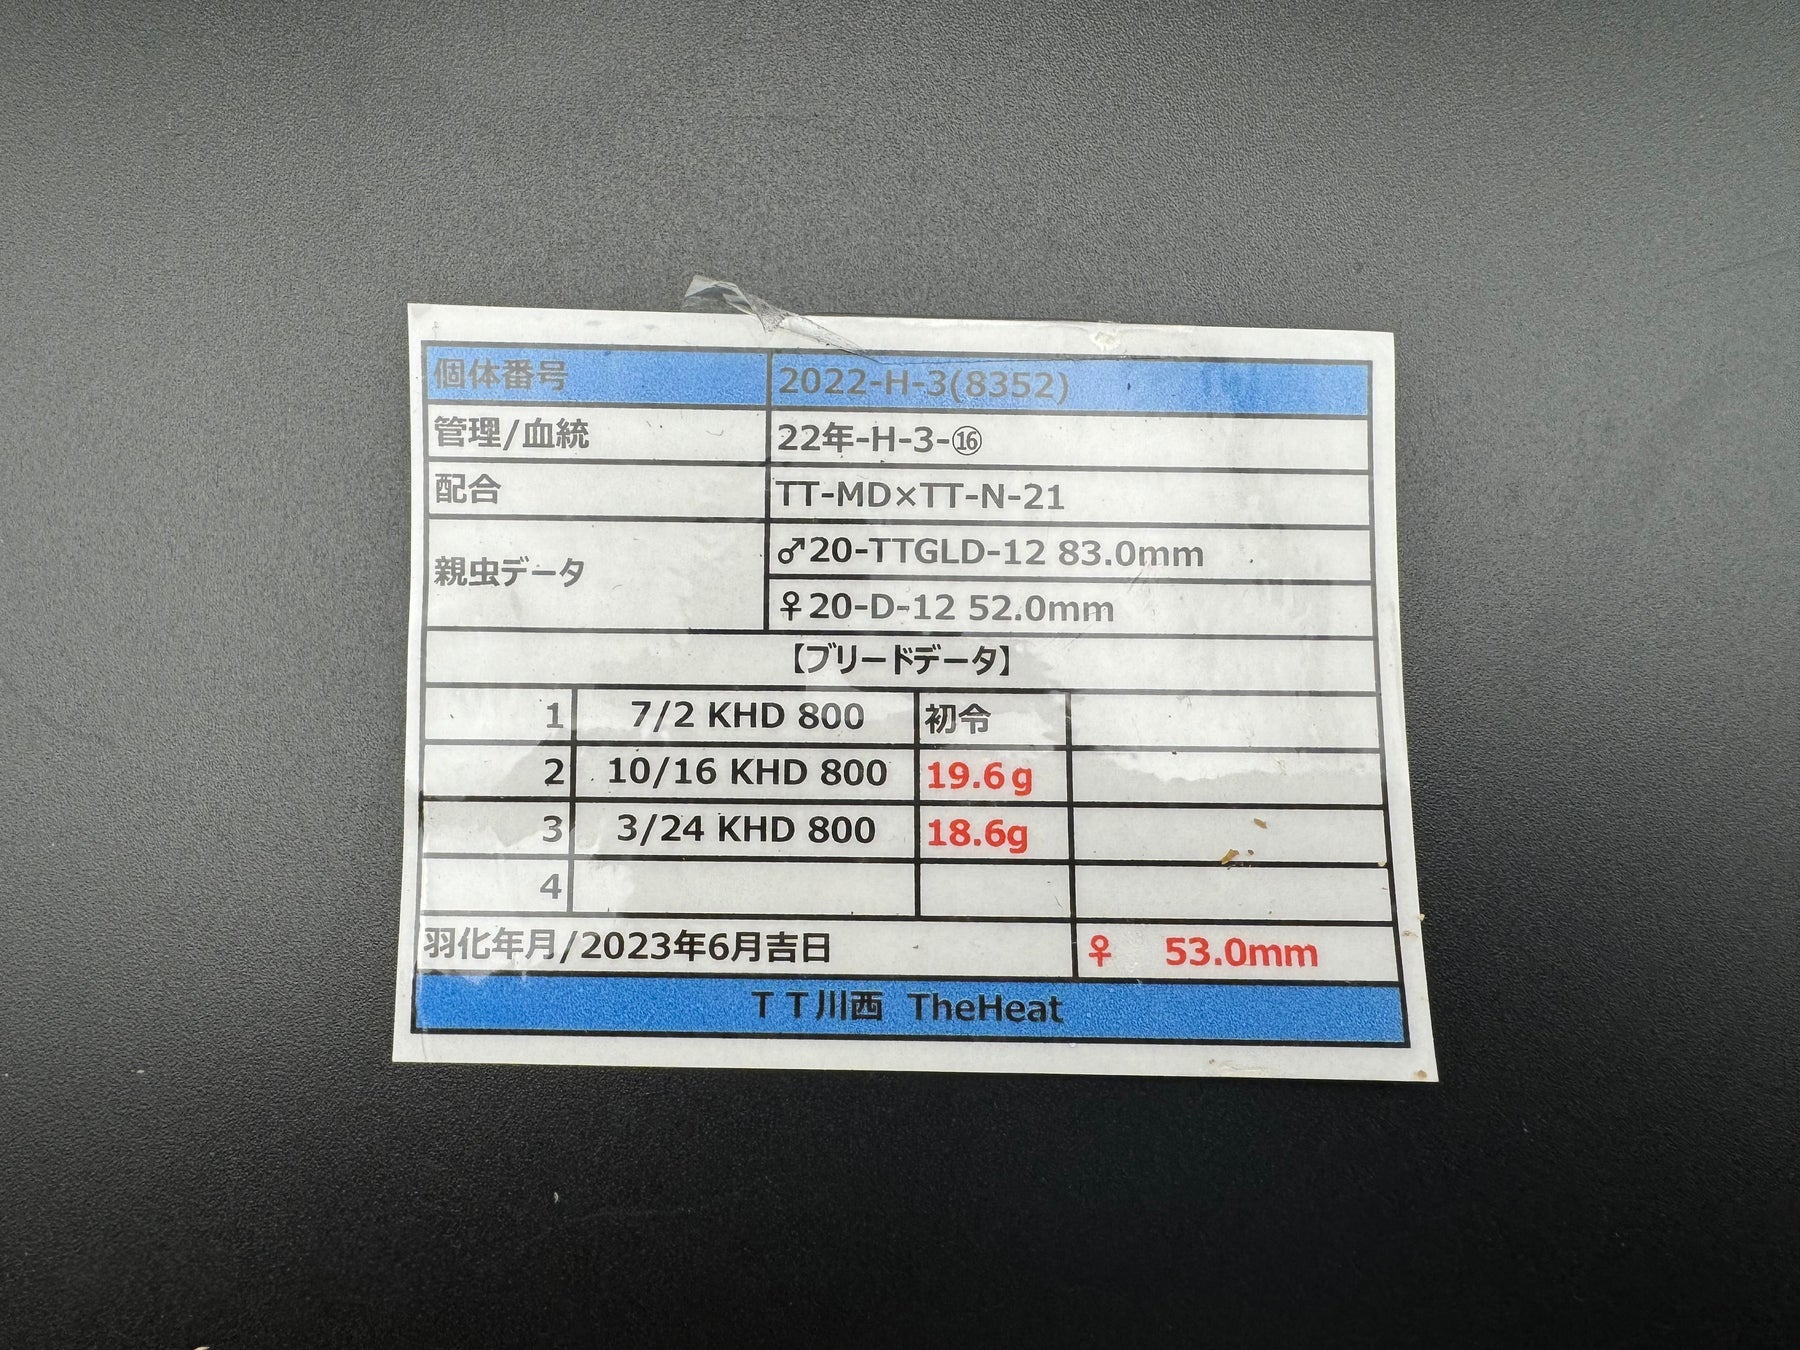 個体番号 2022-H-3(8352)
管理/血統 22年-H-3-⑯
配合 TT-MD×TT-N-21
親虫データ ♂20-TTGLD-12 83.0mm
♀20-D-12 52.0mm
【ブリードデータ】
1 7/2 KHD 800 初令
2 10/16 KHD 800 19.6g
3 3/24 KHD 800 18.6g
4
羽化年月/2023年6月吉日 ♀ 53.0mm
ＴＴ川西 TheHeat